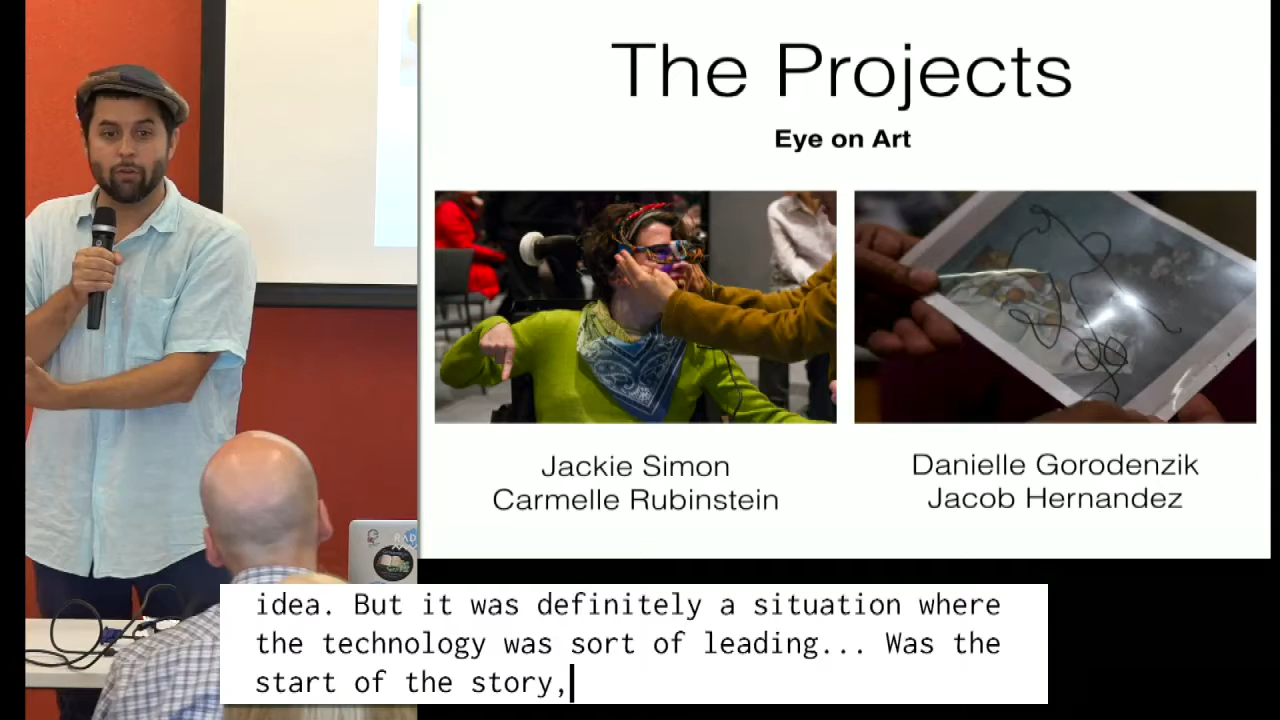 The Projects
Eye on Art
Jackie Simon
Carmelle Rubinstein
Danielle Gorodenzik
Jacob Hernandez
RAD
idea. But it was definitely a situation where
the technology was sort of leading... Was the
start of the story,